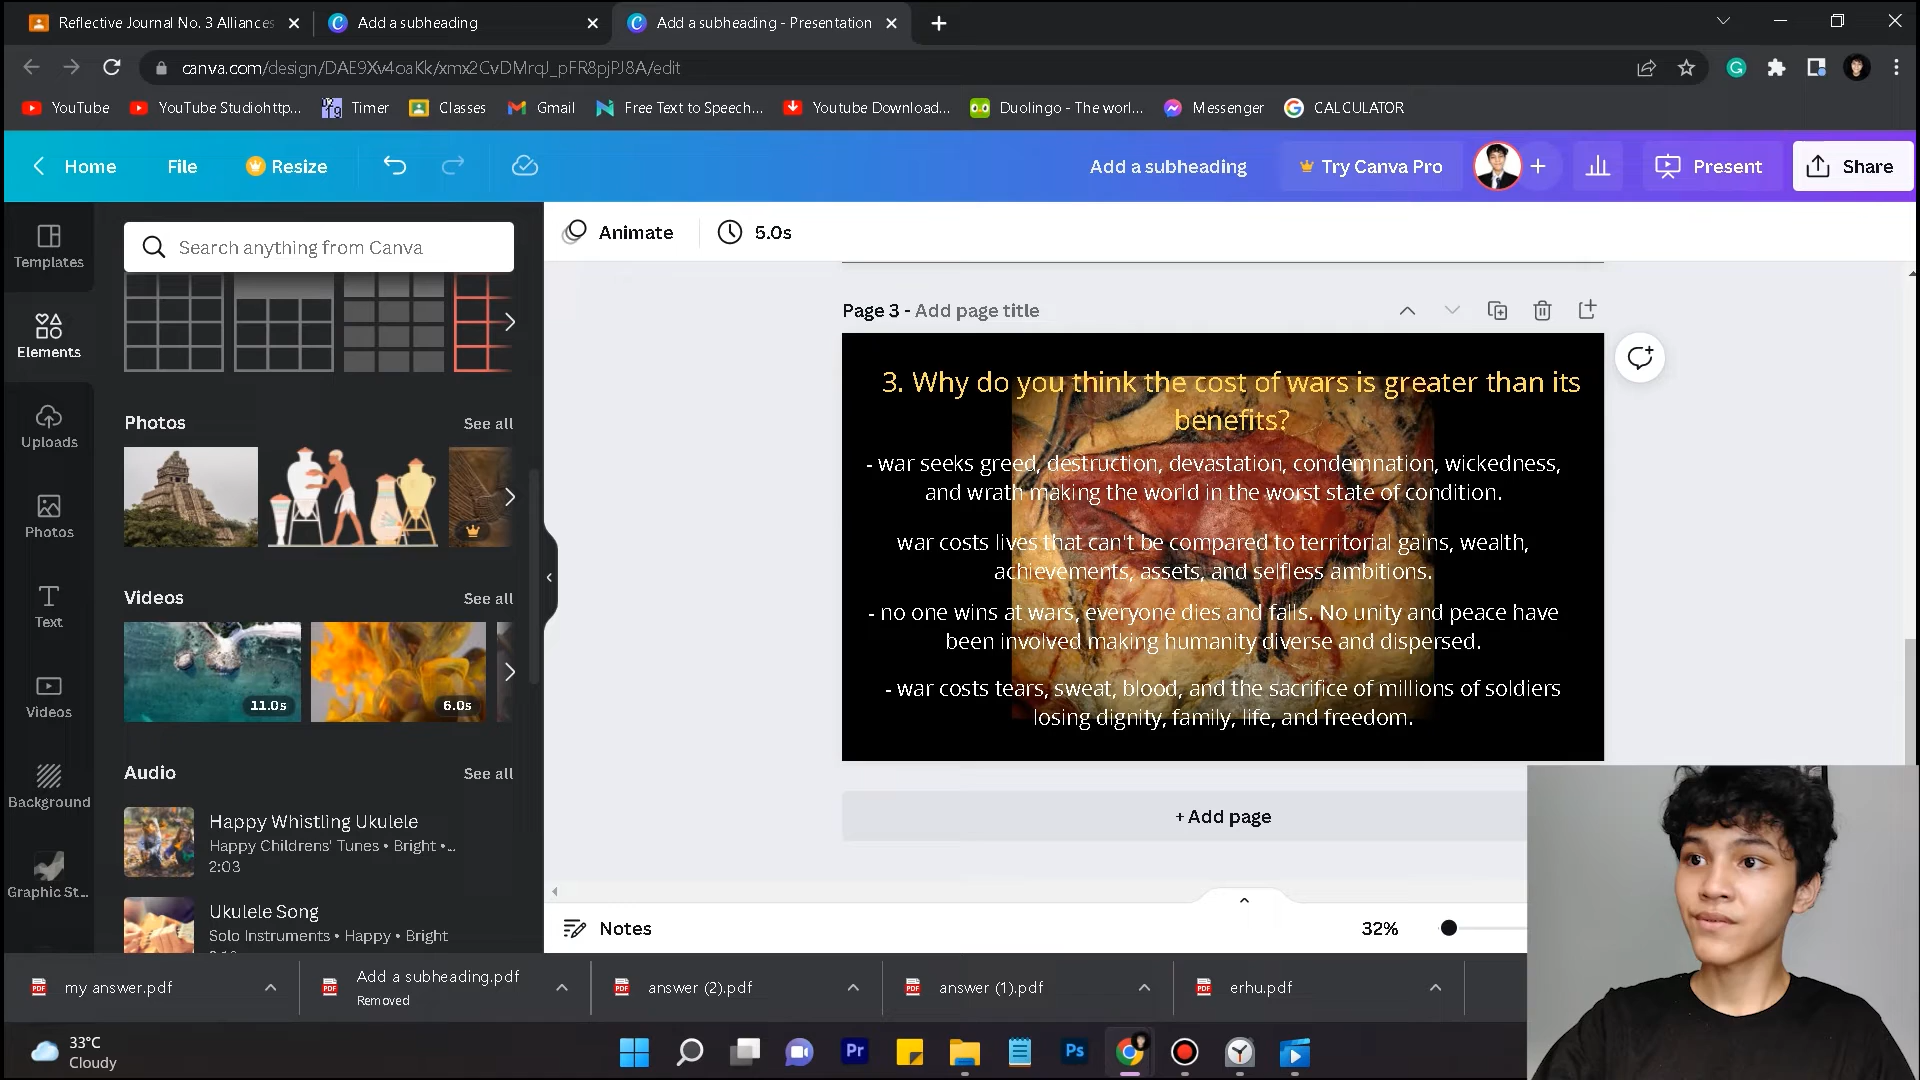 Reflective Journal No. 3 Alliances
Add a subheading
Add a subheading - Presentation
canva.com/design/DAE9Xv4oaKk/xmx2CvDMrqJ_pFR8pjPJ8A/edit
YouTube
YouTube Studiohttp...
Timer
Classes
Gmail
Free Text to Speech...
Youtube Download...
Duolingo - The worl...
Messenger
CALCULATOR
Home
File
Resize
Add a subheading
Try Canva Pro
Present
Share
Templates
Elements
Uploads
Photos
Text
Videos
Background
Graphic St...
Search anything from Canva
Photos
See all
Videos
See all
11.0s
6.0s
Audio
See all
Happy Whistling Ukulele
Happy Childrens' Tunes • Bright •...
2:03
Ukulele Song
Solo Instruments • Happy • Bright
Animate
5.0s
Page 3 - Add page title
3. Why do you think the cost of wars is greater than its
benefits?
- war seeks greed, destruction, devastation, condemnation, wickedness,
and wrath making the world in the worst state of condition.
war costs lives that can't be compared to territorial gains, wealth,
achievements, assets, and selfless ambitions.
- no one wins at wars, everyone dies and falls. No unity and peace have
been involved making humanity diverse and dispersed.
- war costs tears, sweat, blood, and the sacrifice of millions of soldiers
losing dignity, family, life, and freedom.
+ Add page
Notes
32%
my answer.pdf
Add a subheading.pdf
Removed
answer (2).pdf
answer (1).pdf
erhu.pdf
33°C
Cloudy
Pr
Ps